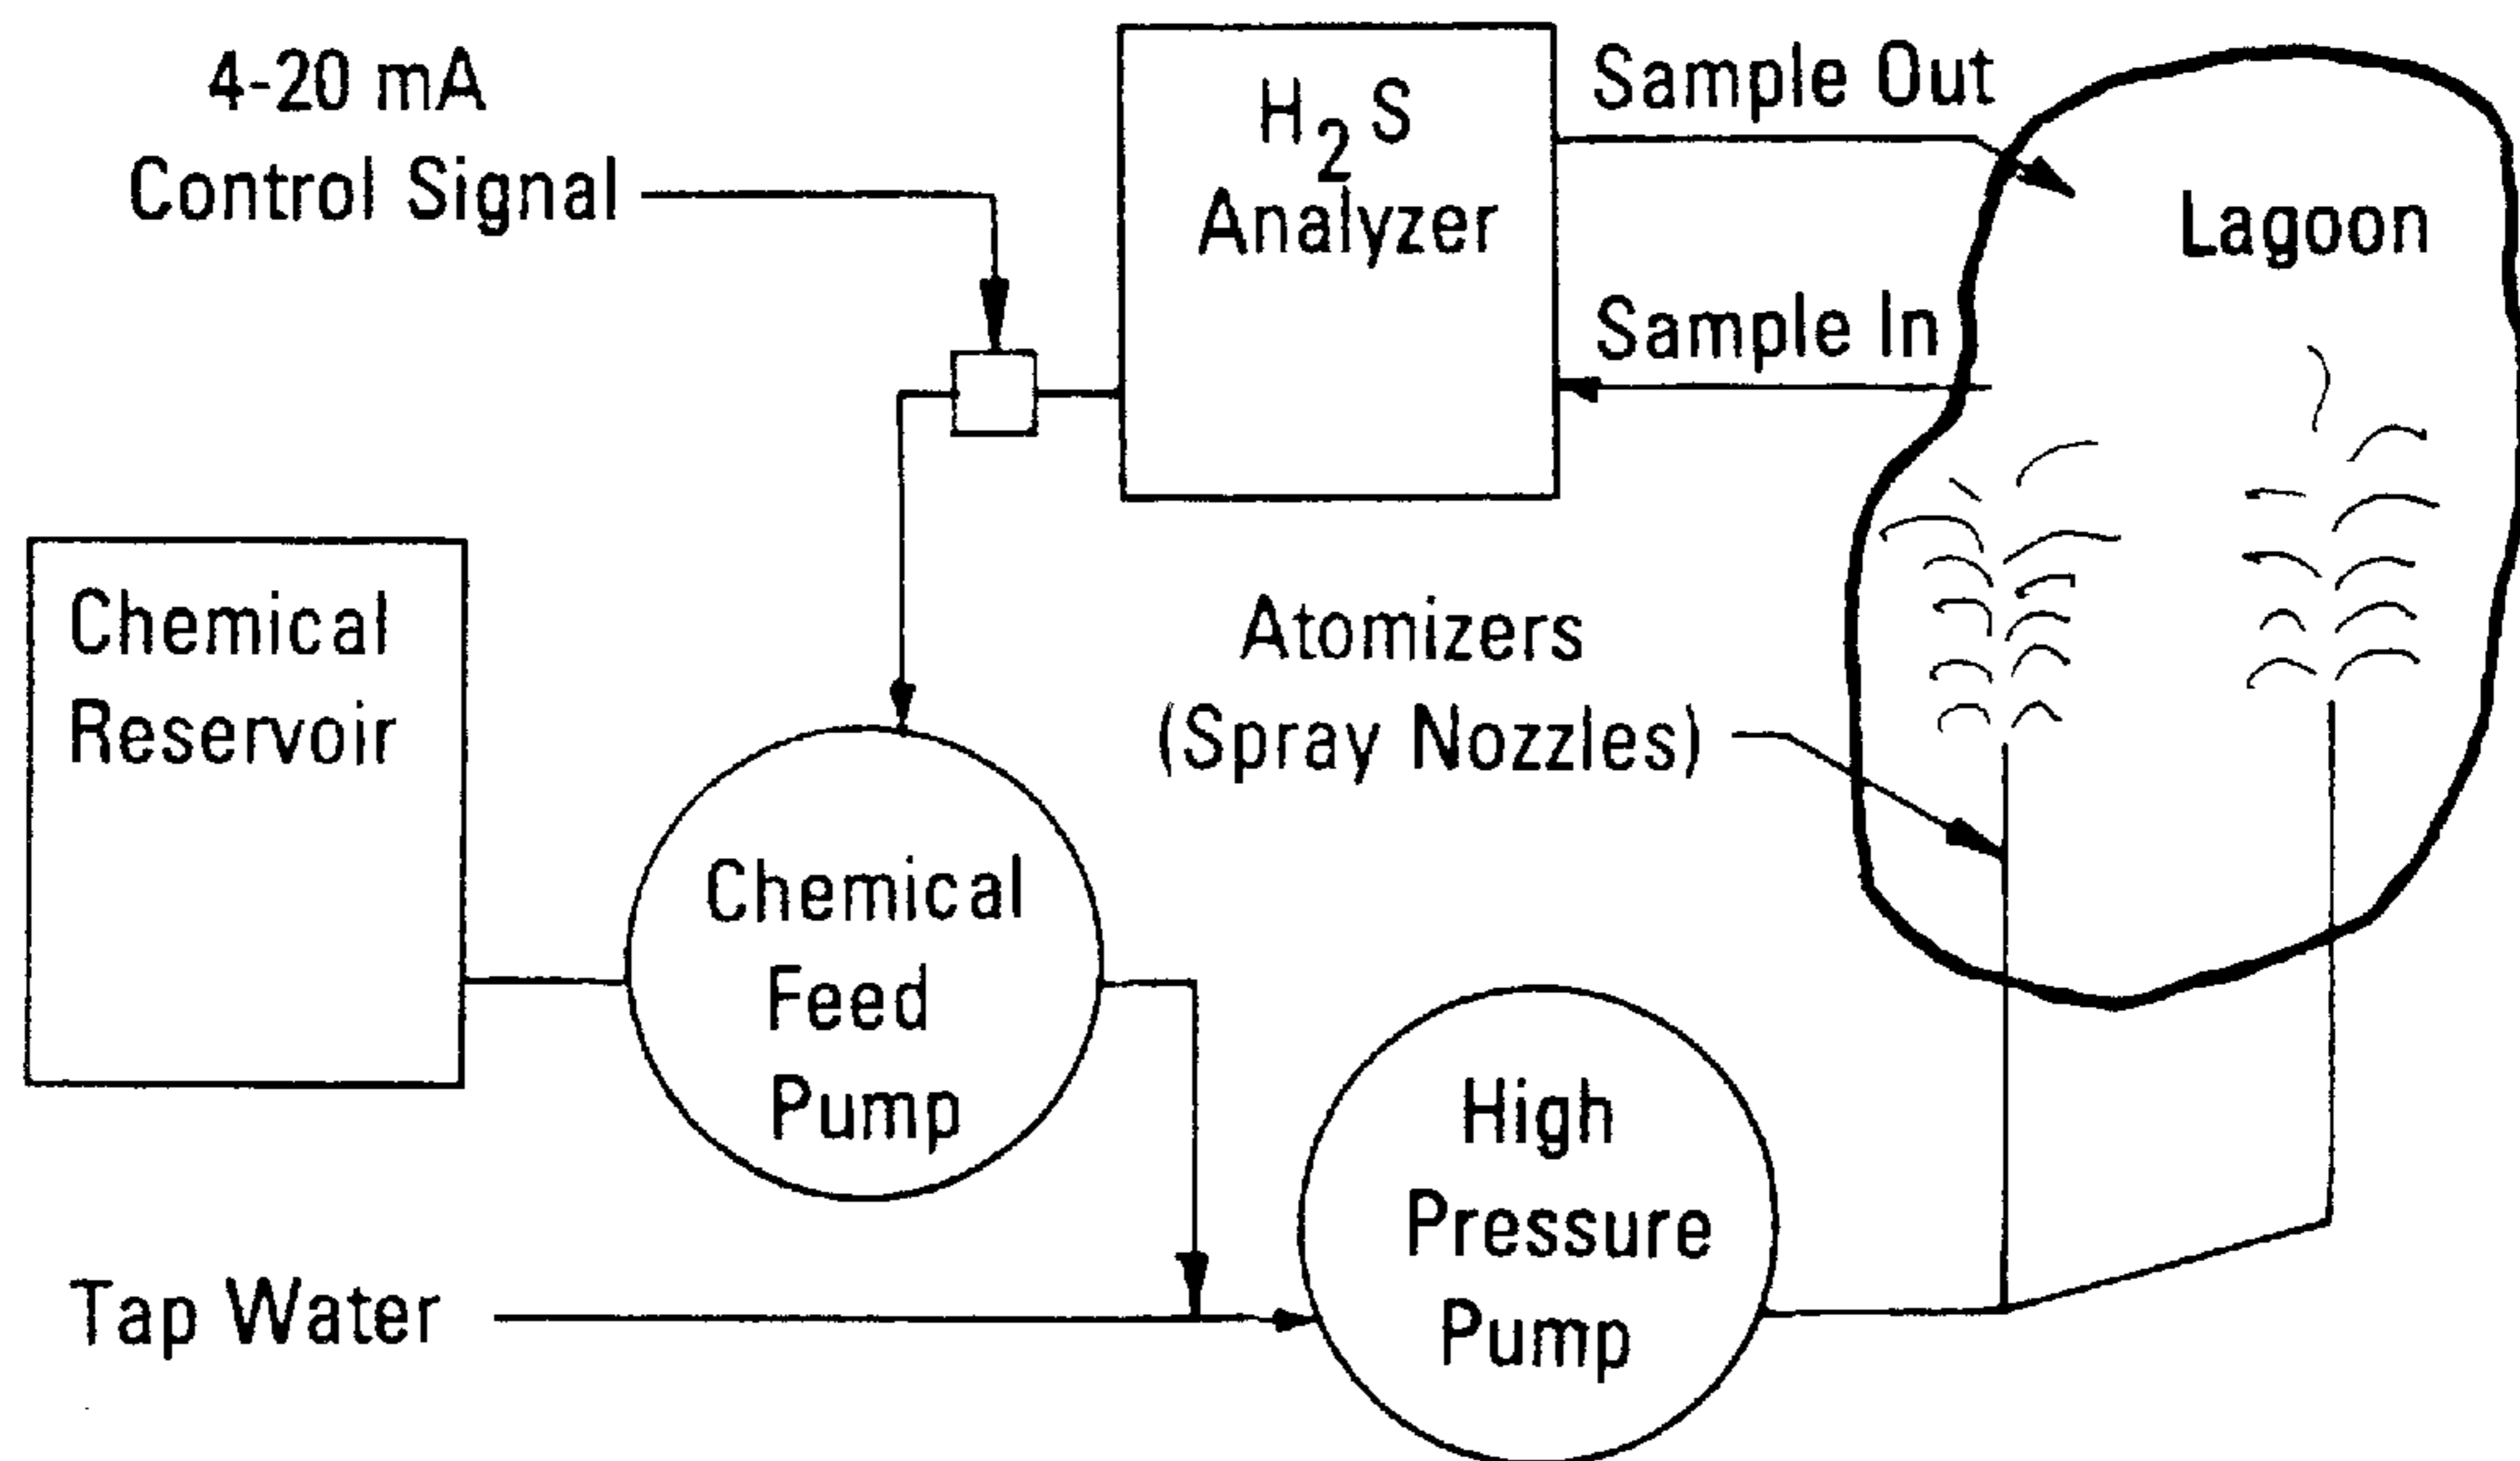 4-20 mA
Control Signal
H2S
Analyzer
Sample Out
Lagoon
Sample In
Chemical
Reservoir
Atomizers
(Spray Nozzles)
Chemical
Feed
Pump
High
Pressure
Pump
Tap Water